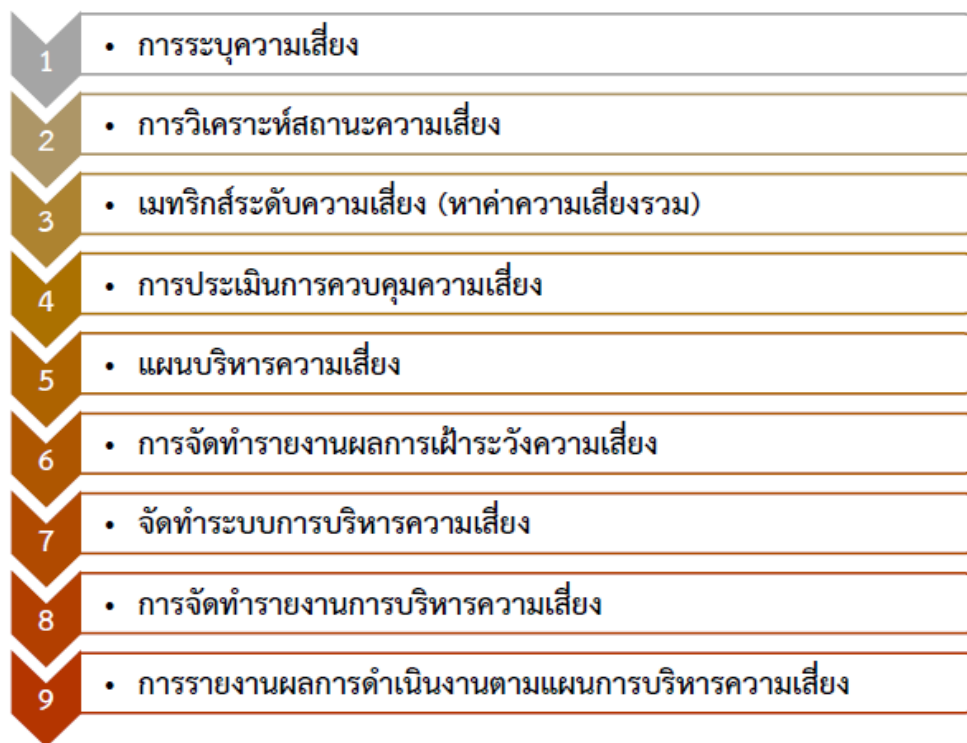 1 • การระบุความเสี่ยง
2 • การวิเคราะห์สถานะความเสี่ยง
3 • เมทริกส์ระดับความเสี่ยง (หาค่าความเสี่ยงรวม)
4 • การประเมินการควบคุมความเสี่ยง
5 • แผนบริหารความเสี่ยง
6 • การจัดทำรายงานผลการเฝ้าระวังความเสี่ยง
7 • จัดทำระบบการบริหารความเสี่ยง
8 • การจัดทำรายงานการบริหารความเสี่ยง
9 • การรายงานผลการดำเนินงานตามแผนการบริหารความเสี่ยง